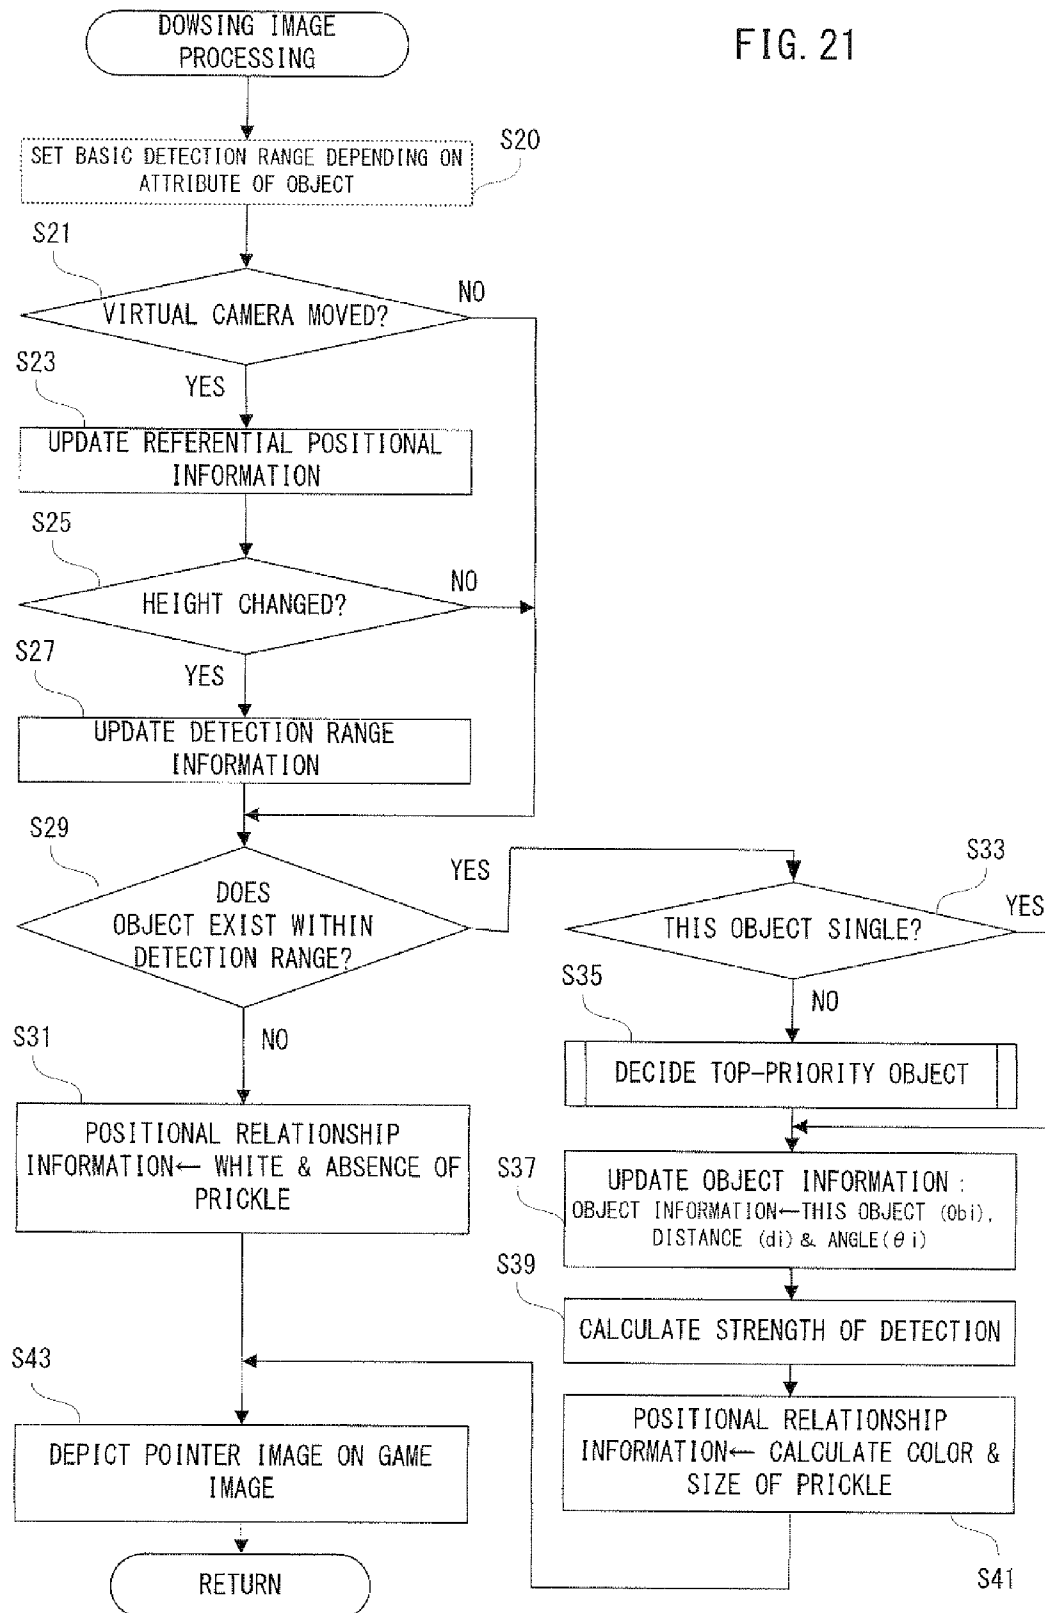 DOWSING IMAGE
PROCESSING
FIG. 21
S20
SET BASIC DETECTION RANGE DEPENDING ON
ATTRIBUTE OF OBJECT
S21
VIRTUAL CAMERA MOVED?
NO
YES
S23
UPDATE REFERENTIAL POSITIONAL
INFORMATION
S25
HEIGHT CHANGED?
NO
YES
S27
UPDATE DETECTION RANGE
INFORMATION
S29
DOES
OBJECT EXIST WITHIN
DETECTION RANGE?
YES
NO
S33
THIS OBJECT SINGLE?
YES
NO
S35
DECIDE TOP-PRIORITY OBJECT
S31
POSITIONAL RELATIONSHIP
INFORMATION← WHITE & ABSENCE OF
PRICKLE
S37
UPDATE OBJECT INFORMATION :
OBJECT INFORMATION←THIS OBJECT (Obi),
DISTANCE (di) & ANGLE(θi)
S39
CALCULATE STRENGTH OF DETECTION
S41
POSITIONAL RELATIONSHIP
INFORMATION← CALCULATE COLOR &
SIZE OF PRICKLE
S43
DEPICT POINTER IMAGE ON GAME
IMAGE
RETURN